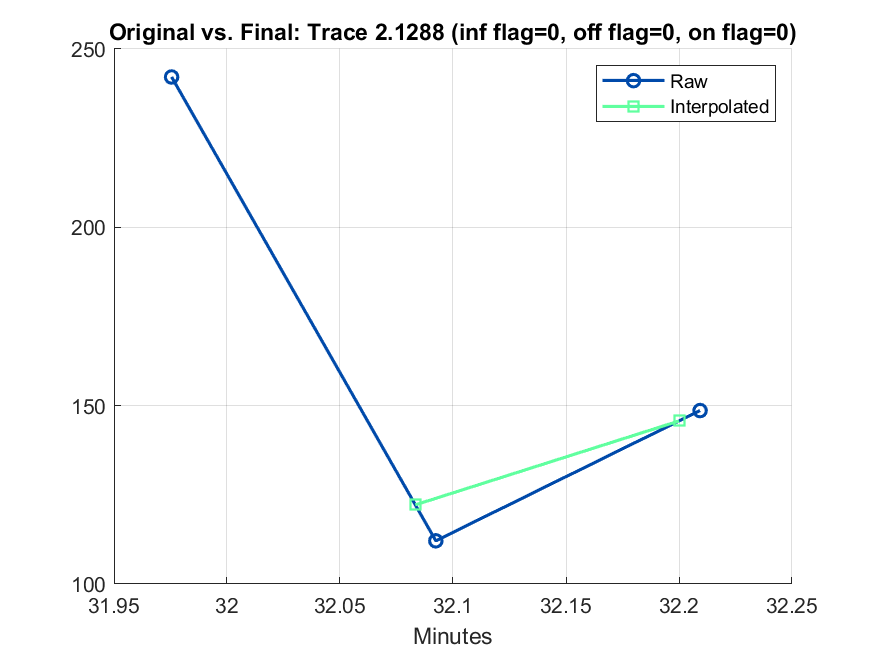 Original vs. Final: Trace 2.1288 (inf flag=0, off flag=0, on flag=0)
250
200
150
100
Raw
Interpolated
31.95 32 32.05 32.1 32.15 32.2 32.25
Minutes